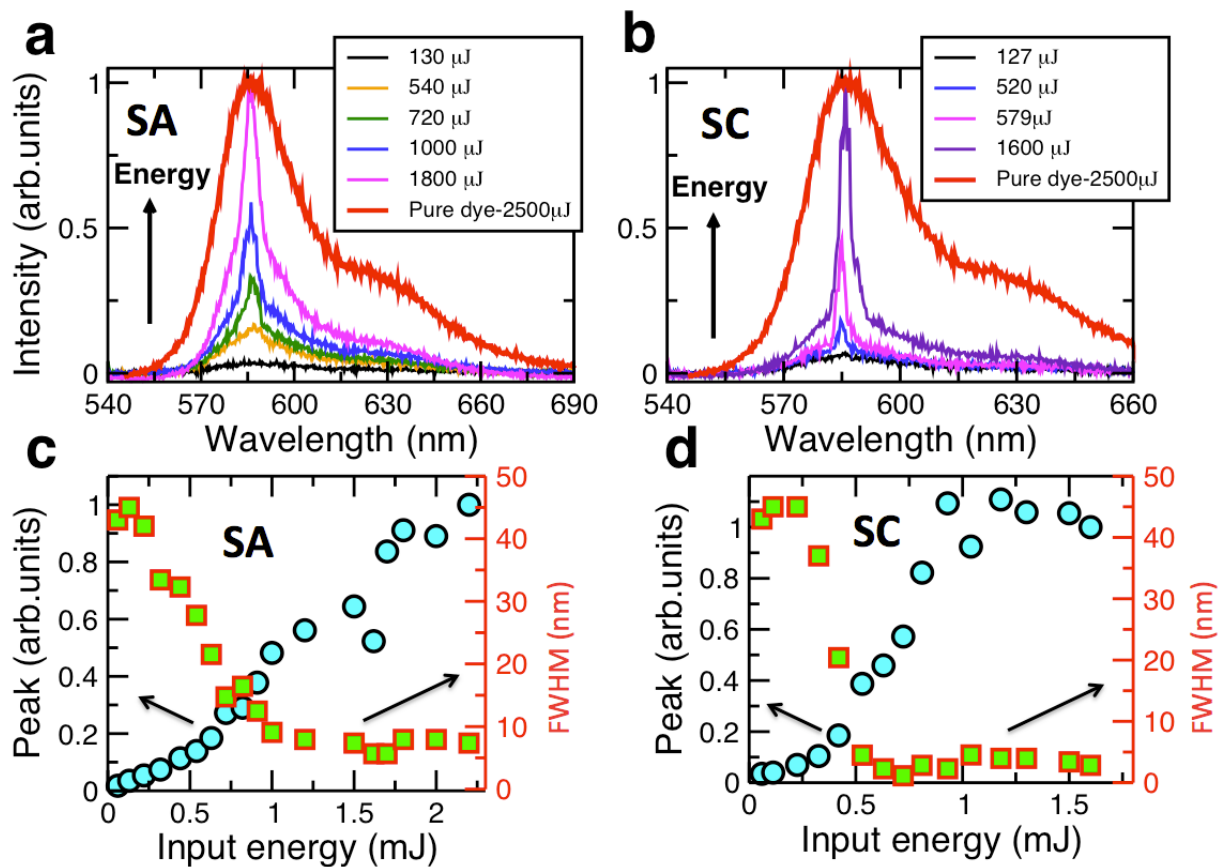 a
130 μJ
540 μJ
720 μJ
1000 μJ
1800 μJ
Pure dye-2500μJ
SA
Energy
Intensity (arb.units)
1
0.5
0
540 570 600 630 660 690
Wavelength (nm)
b
127 μJ
520 μJ
579μJ
1600 μJ
Pure dye-2500μJ
SC
Energy
1
0.5
0
540 570 600 630 660
Wavelength (nm)
c
SA
Peak (arb.units)
1
0.8
0.6
0.4
0.2
0
0 0.5 1 1.5 2
Input energy (mJ)
50
40
30
20
10
0
FWHM (nm)
d
SC
Peak (arb.units)
1
0.8
0.6
0.4
0.2
0
0 0.5 1 1.5
Input energy (mJ)
50
40
30
20
10
0
FWHM (nm)